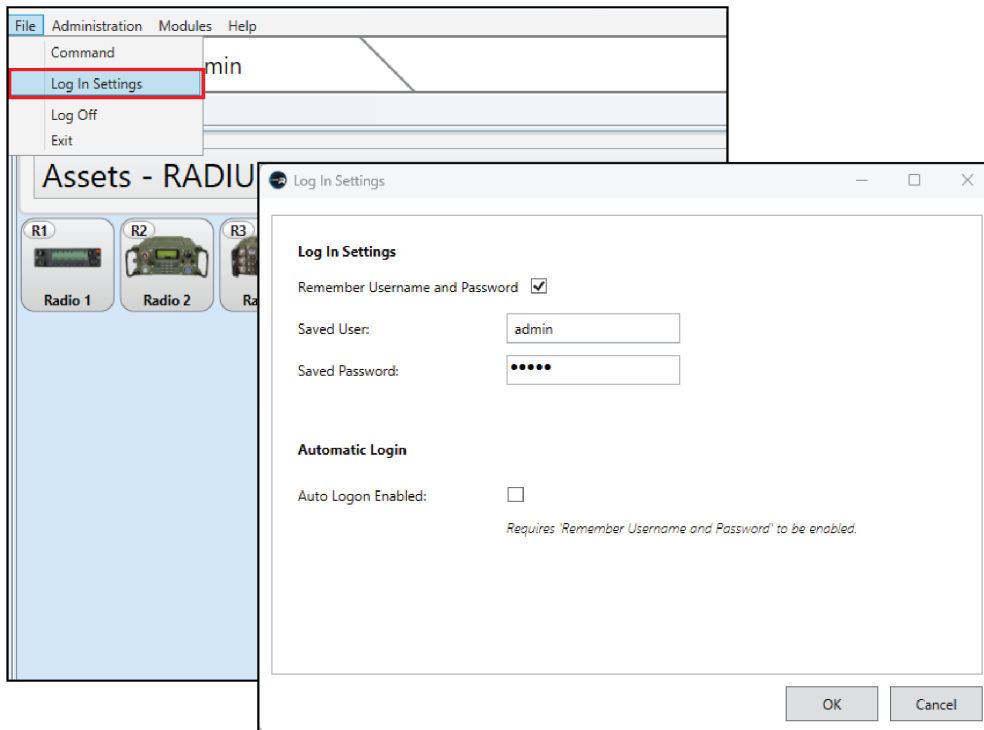 File Administration Modules Help
Command
min
Log In Settings
Log Off
Exit
Assets - RADIU
R1 R2 R3
Radio 1 Radio 2 Ra
Log In Settings
Log In Settings
Remember Username and Password
Saved User: admin
Saved Password: •••••
Automatic Login
Auto Logon Enabled:
Requires 'Remember Username and Password' to be enabled.
OK Cancel